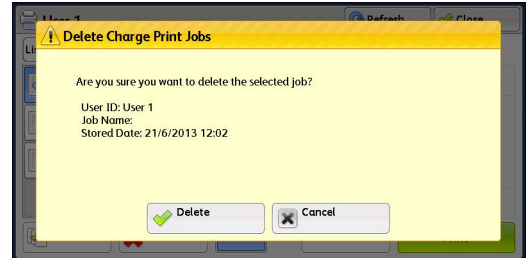 User 1
Refresh
Close
Delete Charge Print Jobs
Are you sure you want to delete the selected job?
User ID: User 1
Job Name:
Stored Date: 21/6/2013 12:02
Delete
Cancel